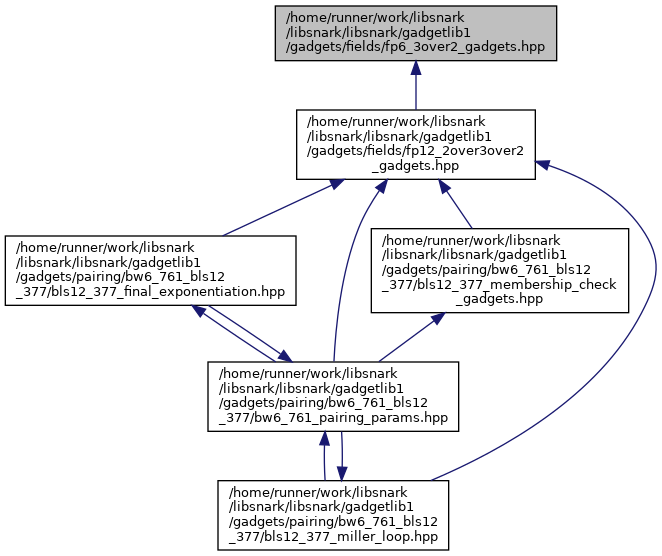 /home/runner/work/libsnark
/libsnark/libsnark/gadgetlib1
/gadgets/fields/fp6_3over2_gadgets.hpp
/home/runner/work/libsnark
/libsnark/libsnark/gadgetlib1
/gadgets/fields/fp12_2over3over2
_gadgets.hpp
/home/runner/work/libsnark
/libsnark/libsnark/gadgetlib1
/gadgets/pairing/bw6_761_bls12
_377/bls12_377_final_exponentiation.hpp
/home/runner/work/libsnark
/libsnark/libsnark/gadgetlib1
/gadgets/pairing/bw6_761_bls12
_377/bls12_377_membership_check
_gadgets.hpp
/home/runner/work/libsnark
/libsnark/libsnark/gadgetlib1
/gadgets/pairing/bw6_761_bls12
_377/bw6_761_pairing_params.hpp
/home/runner/work/libsnark
/libsnark/libsnark/gadgetlib1
/gadgets/pairing/bw6_761_bls12
_377/bls12_377_miller_loop.hpp